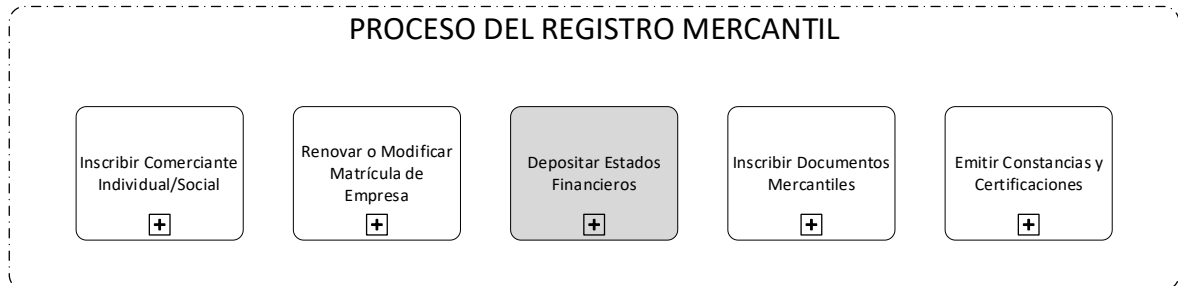 PROCESO DEL REGISTRO MERCANTIL
Inscribir Comerciante
Individual/Social
Renovar o Modificar
Matrícula de
Empresa
Depositar Estados
Financieros
Inscribir Documentos
Mercantiles
Emitir Constancias y
Certificaciones